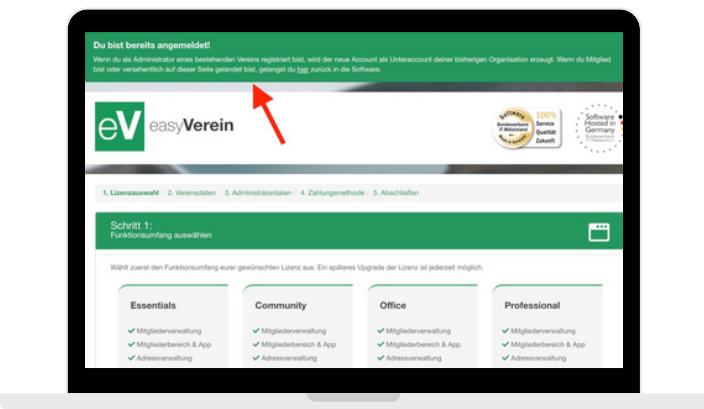 Du bist bereits angemeldet!
Wenn du als Administrator eines bestehenden Vereins registriert bist, wird der neue Account als Unteraccount deiner bisherigen Organisation erzeugt. Wenn du Mitglied
bist oder versehentlich auf dieser Seite gelandet bist, gelangst du hier zurück in die Software.
eV easyVerein
Software
Bundesverband
IT-Mittelstand
100%
Service
Qualität
Zukunft
Software
Hosted in
Germany
1. Lizenzauswahl / 2. Vereinsdaten / 3. Administratordaten / 4. Zahlungsmethode / 5. Abschließen
Schritt 1:
Funktionsumfang auswählen
Wählt zuerst den Funktionsumfang eurer gewünschten Lizenz aus. Ein späteres Upgrade der Lizenz ist jederzeit möglich.
Essentials Community Office Professional
✓ Mitgliederverwaltung ✓ Mitgliederverwaltung ✓ Mitgliederverwaltung ✓ Mitgliederverwaltung
✓ Mitgliederbereich & App ✓ Mitgliederbereich & App ✓ Mitgliederbereich & App ✓ Mitgliederbereich & App
✓ Adressverwaltung ✓ Adressverwaltung ✓ Adressverwaltung ✓ Adressverwaltung